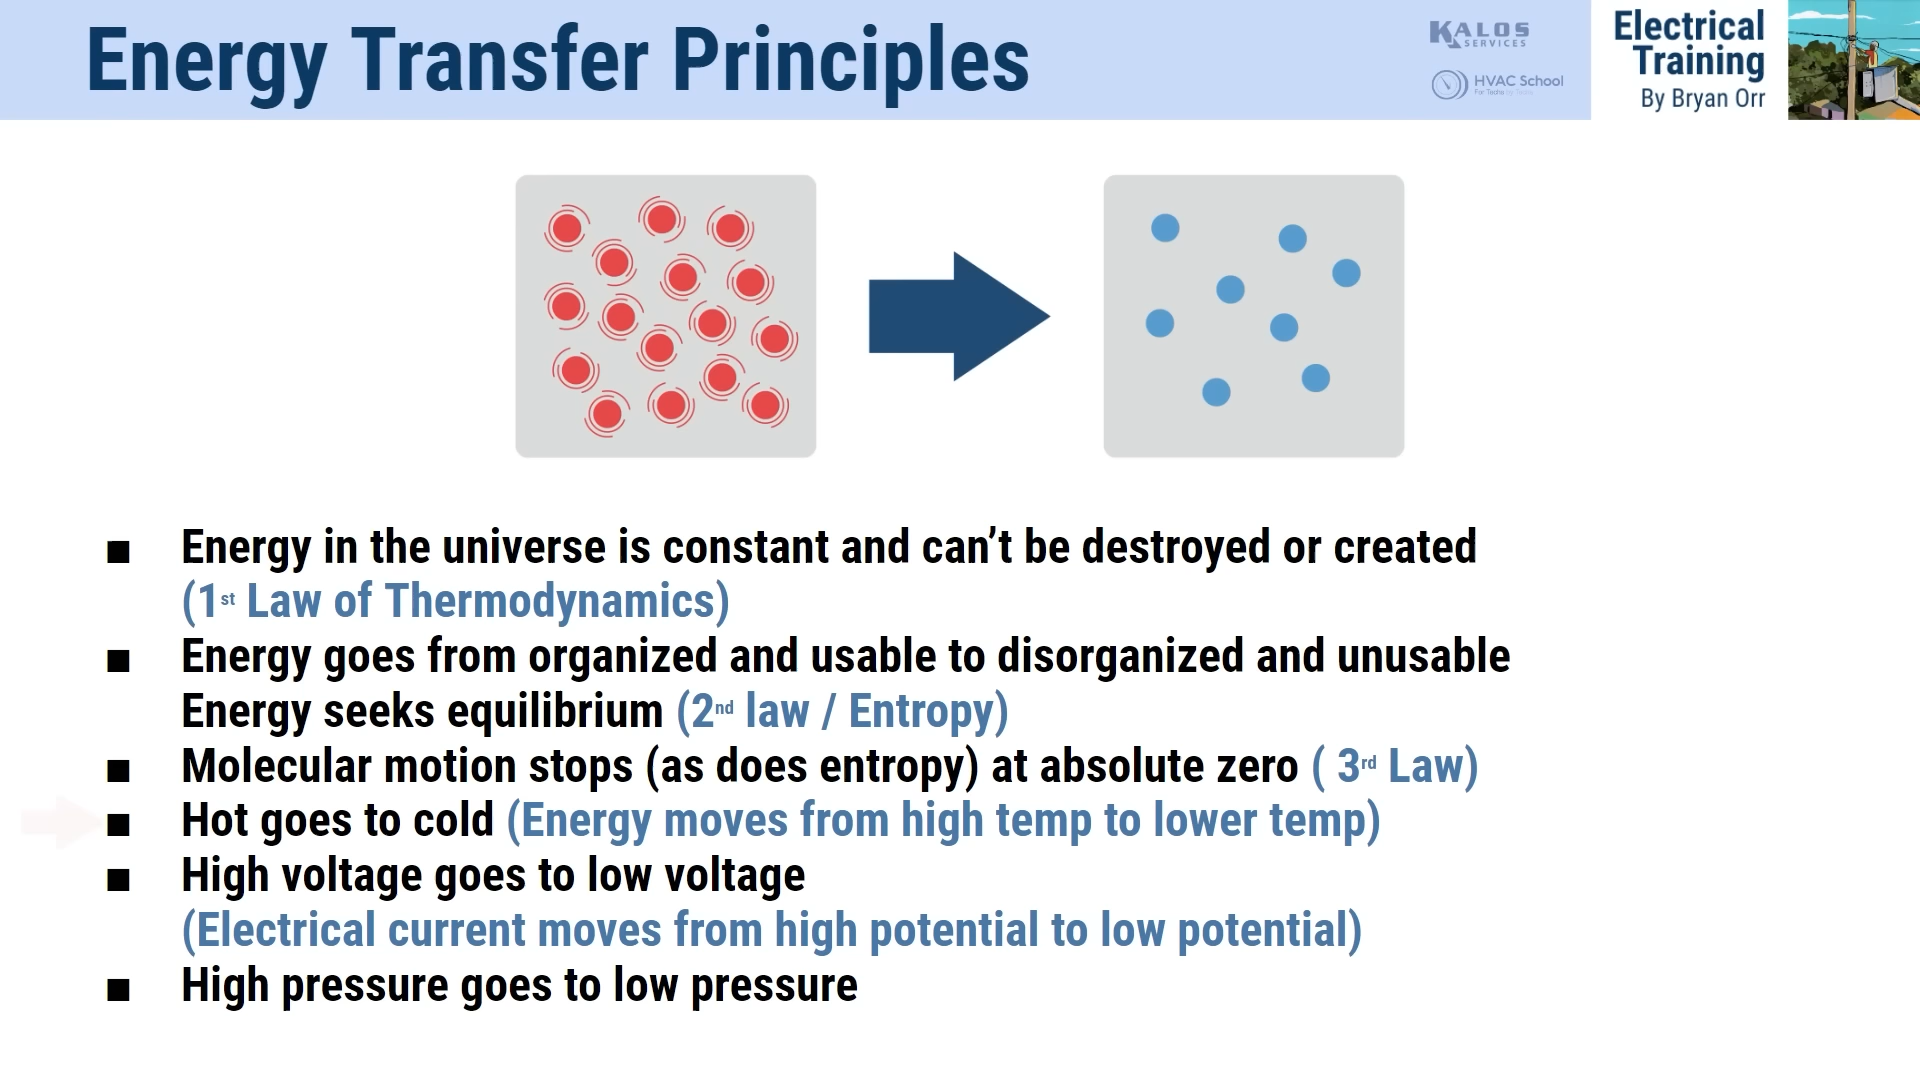 Energy Transfer Principles
KALOS
SERVICES
HVAC School
For Techs by Techs
Electrical
Training
By Bryan Orr
■ Energy in the universe is constant and can’t be destroyed or created
(1st Law of Thermodynamics)
■ Energy goes from organized and usable to disorganized and unusable
Energy seeks equilibrium (2nd law / Entropy)
■ Molecular motion stops (as does entropy) at absolute zero ( 3rd Law)
■ Hot goes to cold (Energy moves from high temp to lower temp)
■ High voltage goes to low voltage
(Electrical current moves from high potential to low potential)
■ High pressure goes to low pressure